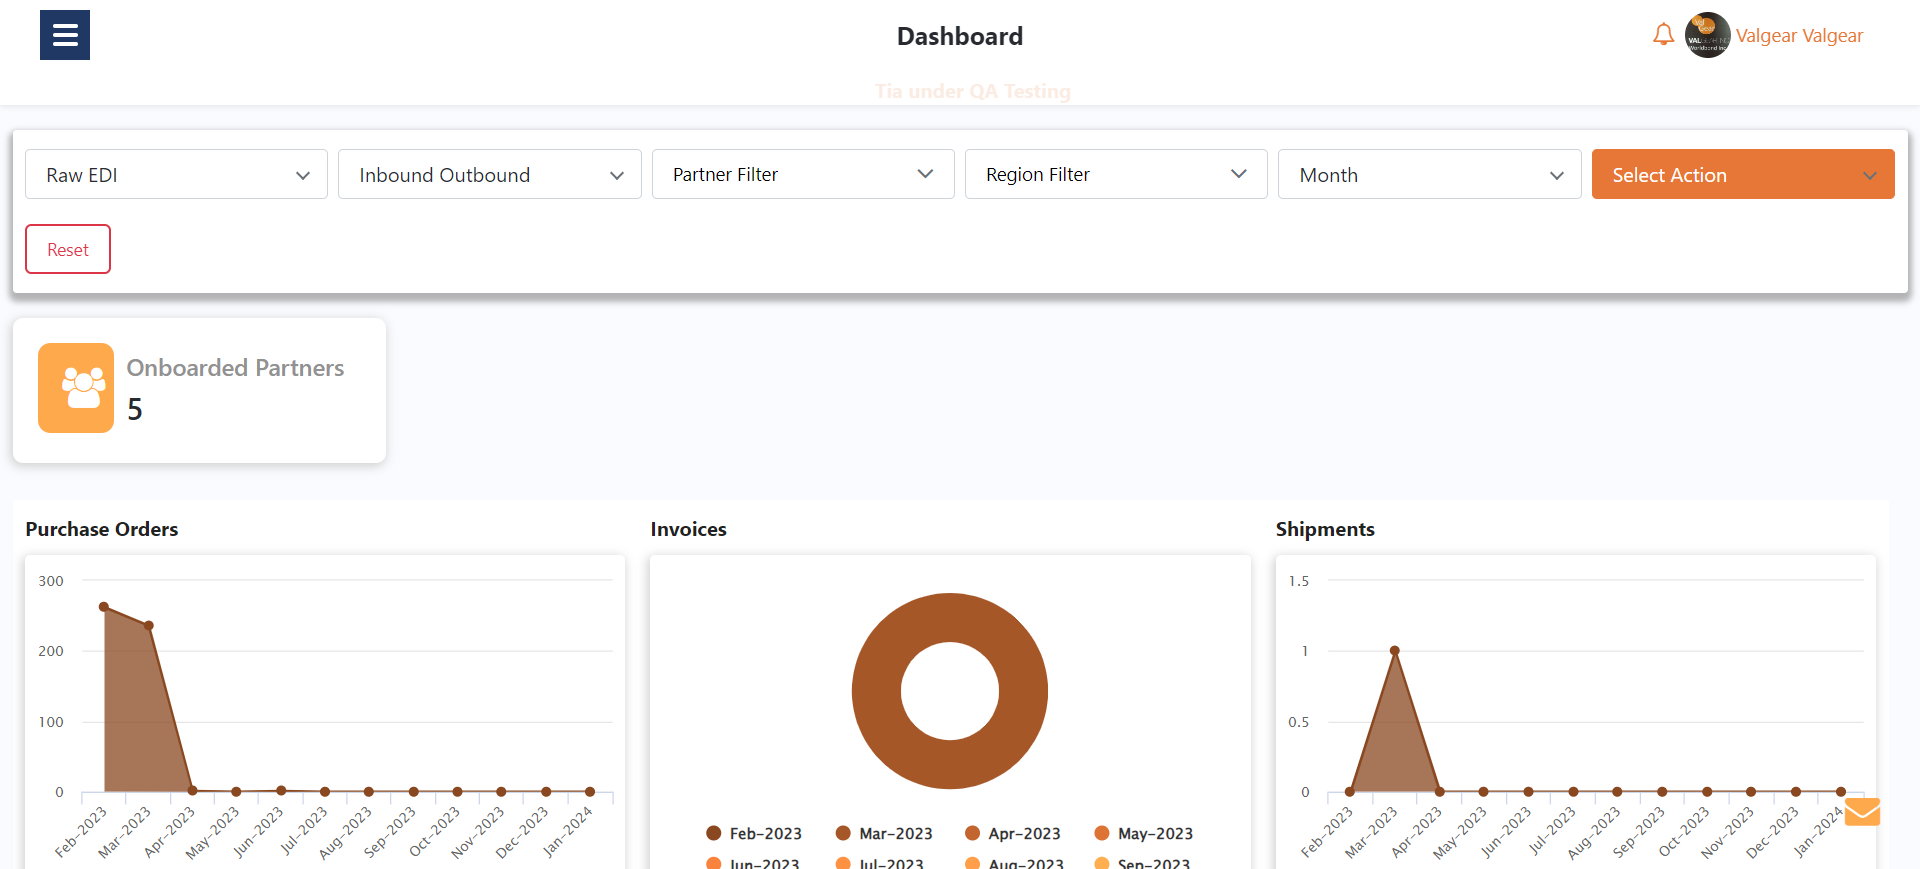 Dashboard
Valgear Valgear
Tia under QA Testing
Raw EDI
Inbound Outbound
Partner Filter
Region Filter
Month
Select Action
Reset
Onboarded Partners
5
Purchase Orders
300
200
100
0
Feb-2023
Mar-2023
Apr-2023
May-2023
Jun-2023
Jul-2023
Aug-2023
Sep-2023
Oct-2023
Nov-2023
Dec-2023
Jan-2024
Invoices
Feb-2023
Mar-2023
Apr-2023
May-2023
Jun-2023
Jul-2023
Aug-2023
Sep-2023
Shipments
1.5
1
0.5
0
Feb-2023
Mar-2023
Apr-2023
May-2023
Jun-2023
Jul-2023
Aug-2023
Sep-2023
Oct-2023
Nov-2023
Dec-2023
Jan-2024